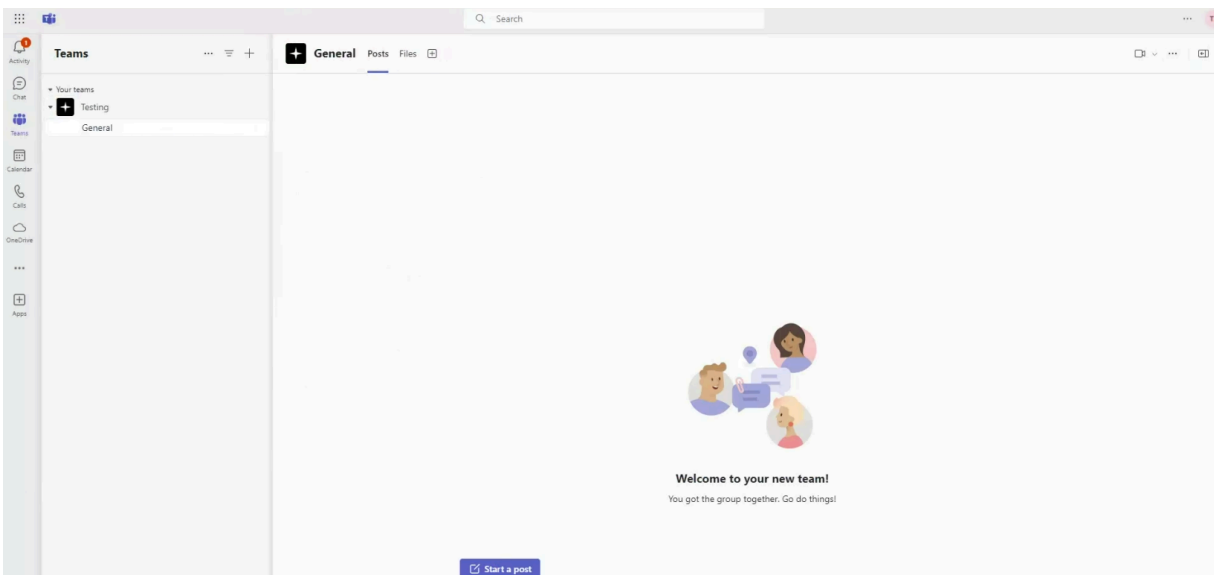 Search
1
Activity
Chat
Teams
Calendar
Calls
OneDrive
Apps
Teams
Your teams
Testing
General
General Posts Files
Welcome to your new team!
You got the group together. Go do things!
Start a post